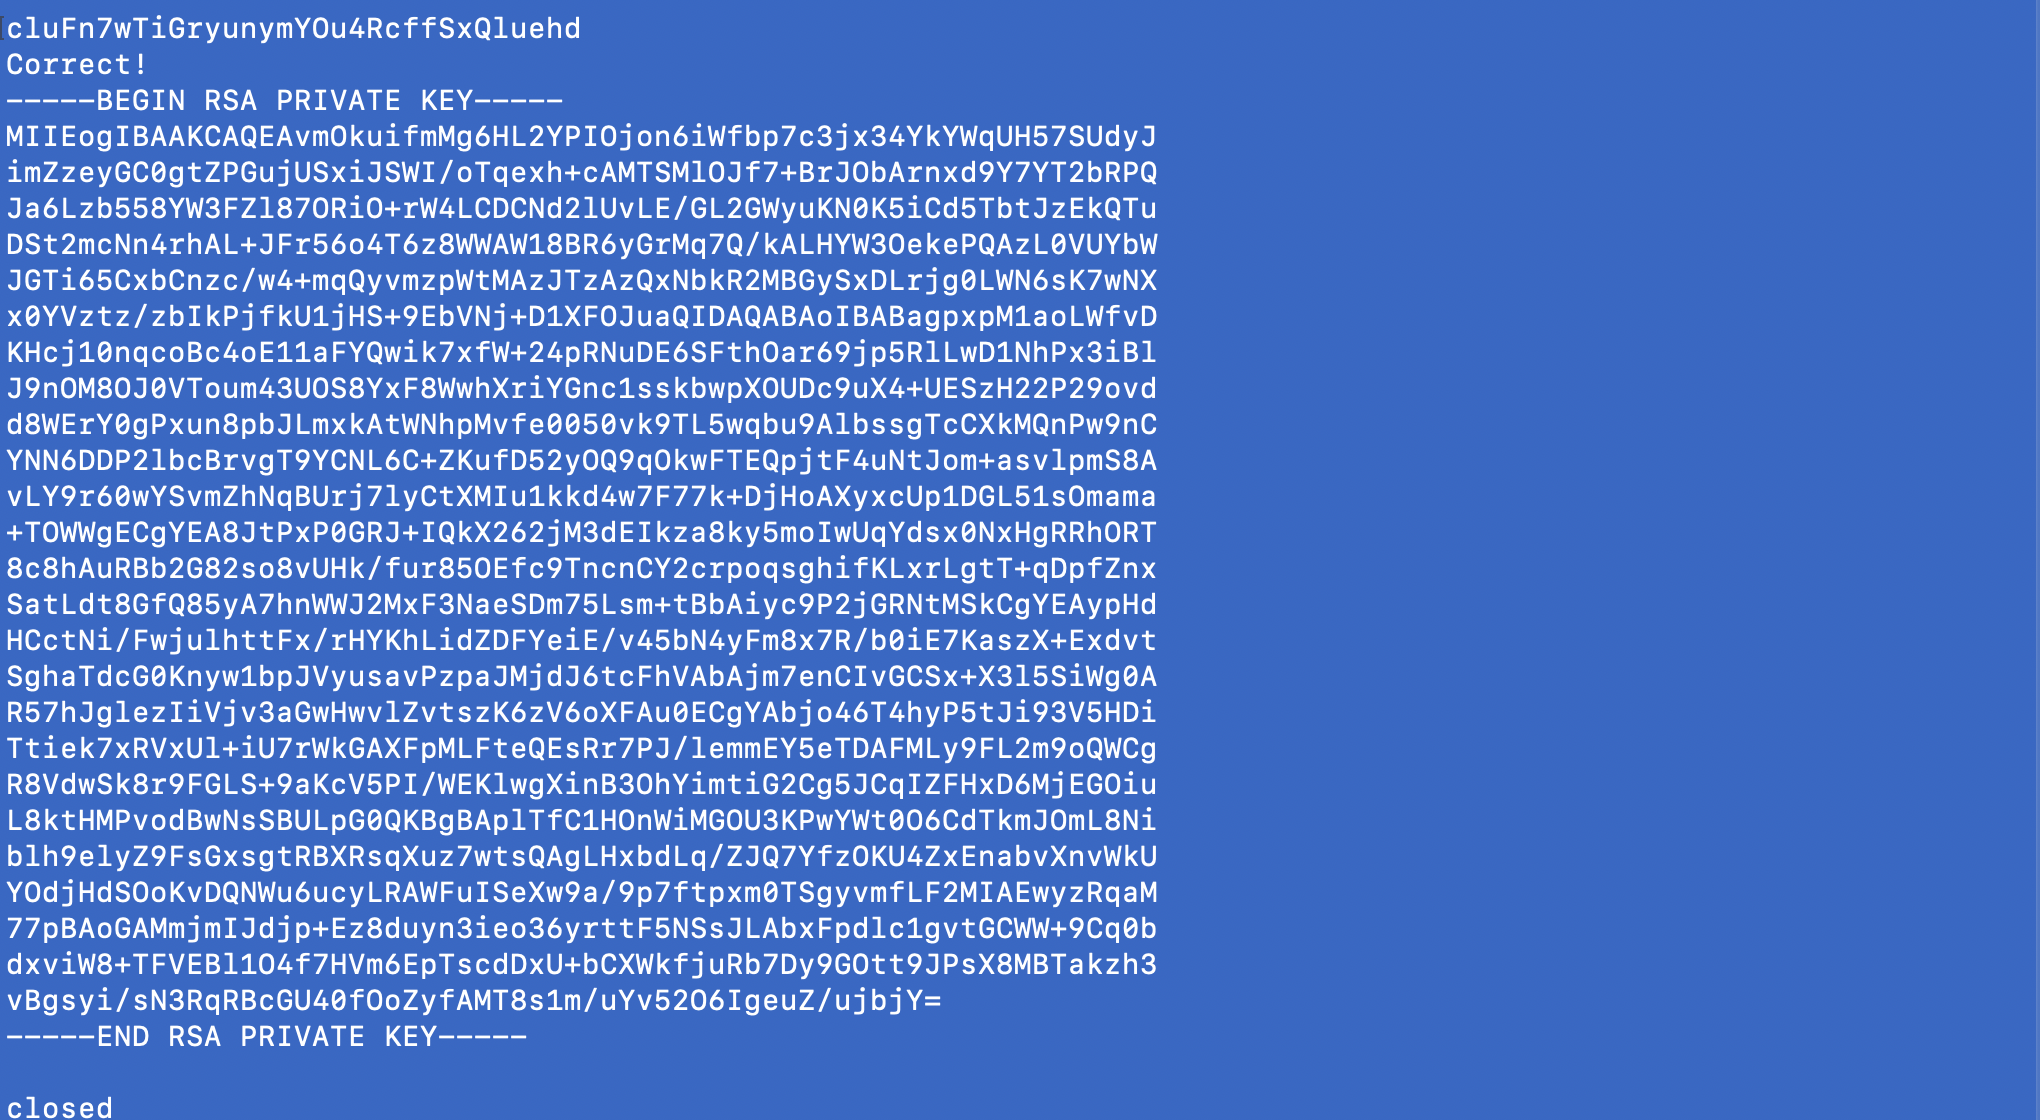 cluFn7wTiGryunymYOu4RcffSxQluehd
Correct!
-----BEGIN RSA PRIVATE KEY-----
MIIEogIBAAKCAQEAvmOkuifmMg6HL2YPIOjon6iWfbp7c3jx34YkYWqUH57SUdyJ
imZzeyGC0gtZPGujUSxiJSWI/oTqexh+cAMTSMlOJf7+BrJObArnxd9Y7YT2bRPQ
Ja6Lzb558YW3FZl87ORiO+rW4LCDCNd2lUvLE/GL2GWyuKN0K5iCd5TbtJzEkQTu
DSt2mcNn4rhAL+JFr56o4T6z8WWAW18BR6yGrMq7Q/kALHYW3OekePQAzL0VUYbW
JGTi65CxbCnzc/w4+mqQyvmzpWtMAzJTzAzQxNbkR2MBGySxDLrjg0LWN6sK7wNX
x0YVztz/zbIkPjfkU1jHS+9EbVNj+D1XFOJuaQIDAQABAoIBABagpxpM1aoLWfvD
KHcj10nqcoBc4oE11aFYQwik7xfW+24pRNuDE6SFthOar69jp5RlLwD1NhPx3iBl
J9nOM8OJ0VToum43UOS8YxF8WwhXriYGnc1sskbwpXOUDc9uX4+UESzH22P29ovd
d8WErY0gPxun8pbJLmxkAtWNhpMvfe0050vk9TL5wqbu9AlbssgTcCXkMQnPw9nC
YNN6DDP2lbcBrvgT9YCNL6C+ZKufD52yOQ9qOkwFTEQpjtF4uNtJom+asvlpmS8A
vLY9r60wYSvmZhNqBUrj7lyCtXMIu1kkd4w7F77k+DjHoAXyxcUp1DGL51sOmama
+TOWWgECgYEA8JtPxP0GRJ+IQkX262jM3dEIkza8ky5moIwUqYdsx0NxHgRRhORT
8c8hAuRBb2G82so8vUHk/fur85OEfc9TncnCY2crpoqsghifKLxrLgtT+qDpfZnx
SatLdt8GfQ85yA7hnWWJ2MxF3NaeSDm75Lsm+tBbAiyc9P2jGRNtMSkCgYEAypHd
HCctNi/FwjulhttFx/rHYKhLidZDFYeiE/v45bN4yFm8x7R/b0iE7KaszX+Exdvt
SghaTdcG0Knyw1bpJVyusavPzpaJMjdJ6tcFhVAbAjm7enCIvGCSx+X3l5SiWg0A
R57hJglezIiVjv3aGwHwvlZvtszK6zV6oXFAu0ECgYAbjo46T4hyP5tJi93V5HDi
Ttiek7xRVxUl+iU7rWkGAXFpMLFteQEsRr7PJ/lemmEY5eTDAFMLy9FL2m9oQWCg
R8VdwSk8r9FGLS+9aKcV5PI/WEKlwgXinB3OhYimtiG2Cg5JCqIZFHxD6MjEGOiu
L8ktHMPvodBwNsSBULpG0QKBgBAplTfC1HOnWiMGOU3KPwYWt0O6CdTkmJOmL8Ni
blh9elyZ9FsGxsgtRBXRsqXuz7wtsQAgLHxbdLq/ZJQ7YfzOKU4ZxEnabvXnvWkU
YOdjHdSOoKvDQNWu6ucyLRAWFuISeXw9a/9p7ftpxm0TSgyvmfLF2MIAEwyzRqaM
77pBAoGAMmjmIJdjp+Ez8duyn3ieo36yrttF5NSsJLAbxFpdlc1gvtGCWW+9Cq0b
dxviW8+TFVEBl1O4f7HVm6EpTscdDxU+bCXWkfjuRb7Dy9GOtt9JPsX8MBTakzh3
vBgsyi/sN3RqRBcGU40fOoZyfAMT8s1m/uYv52O6IgeuZ/ujbjY=
-----END RSA PRIVATE KEY-----
closed